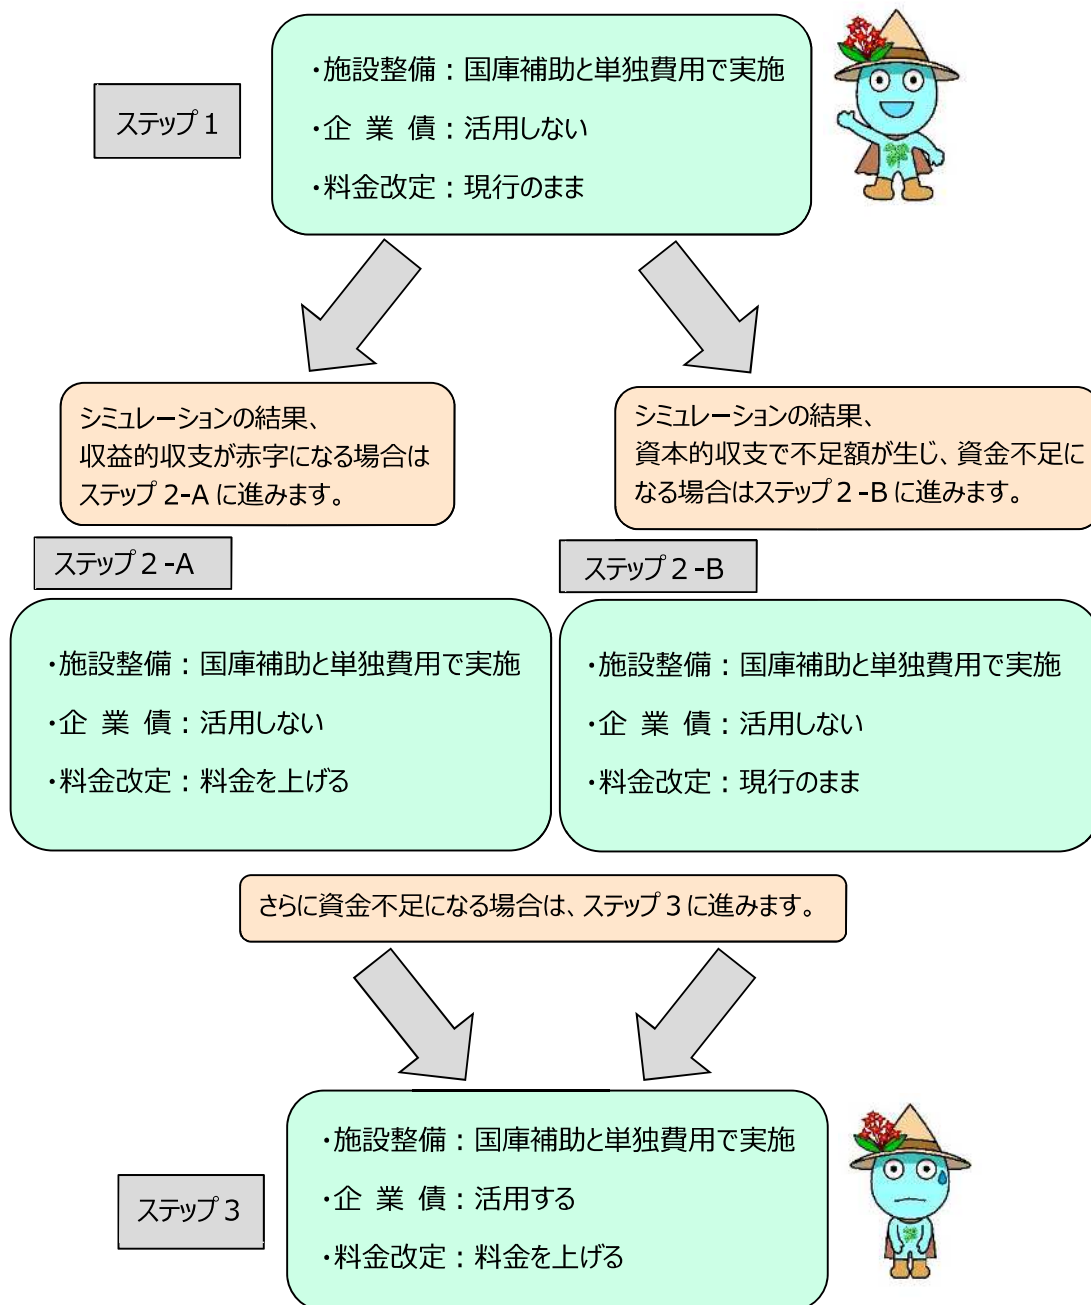 ステップ1
・施設整備：国庫補助と単独費用で実施
・企 業 債：活用しない
・料金改定：現行のまま
シミュレーションの結果、
収益的収支が赤字になる場合は
ステップ 2-A に進みます。
シミュレーションの結果、
資本的収支で不足額が生じ、資金不足に
なる場合はステップ２-B に進みます。
ステップ２-A
・施設整備：国庫補助と単独費用で実施
・企 業 債：活用しない
・料金改定：料金を上げる
ステップ２-B
・施設整備：国庫補助と単独費用で実施
・企 業 債：活用しない
・料金改定：現行のまま
さらに資金不足になる場合は、ステップ３に進みます。
ステップ３
・施設整備：国庫補助と単独費用で実施
・企 業 債：活用する
・料金改定：料金を上げる